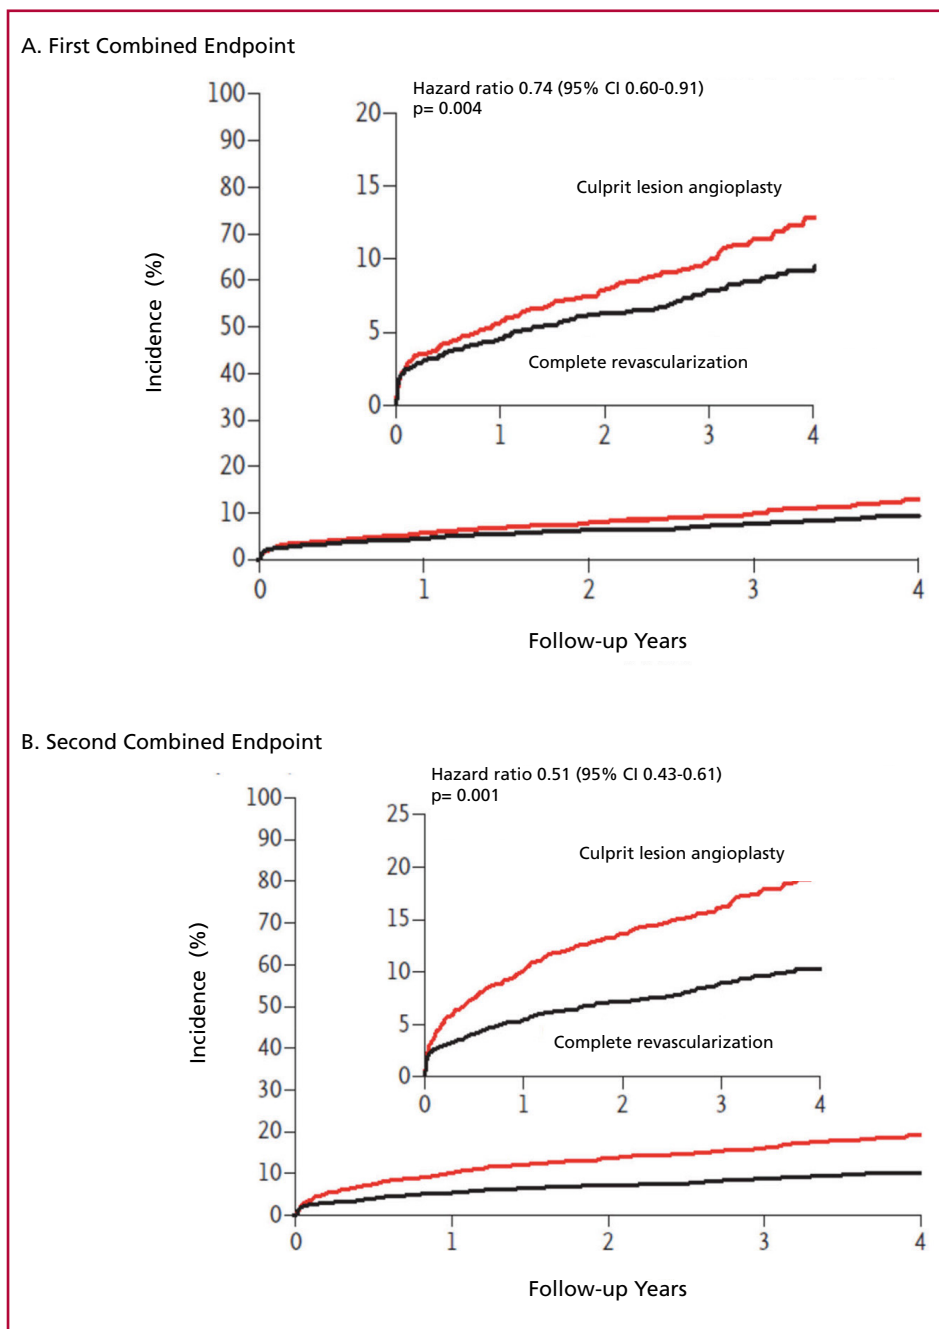 A. First Combined Endpoint
Hazard ratio 0.74 (95% CI 0.60-0.91)
p= 0.004
100
90
80
70
60
50
40
30
20
10
0
Incidence (%)
20
15
10
5
0
Culprit lesion angioplasty
Complete revascularization
0 1 2 3 4
0 1 2 3 4
Follow-up Years
B. Second Combined Endpoint
Hazard ratio 0.51 (95% CI 0.43-0.61)
p= 0.001
100
90
80
70
60
50
40
30
20
10
0
Incidence (%)
25
20
15
10
5
0
Culprit lesion angioplasty
Complete revascularization
0 1 2 3 4
0 1 2 3 4
Follow-up Years